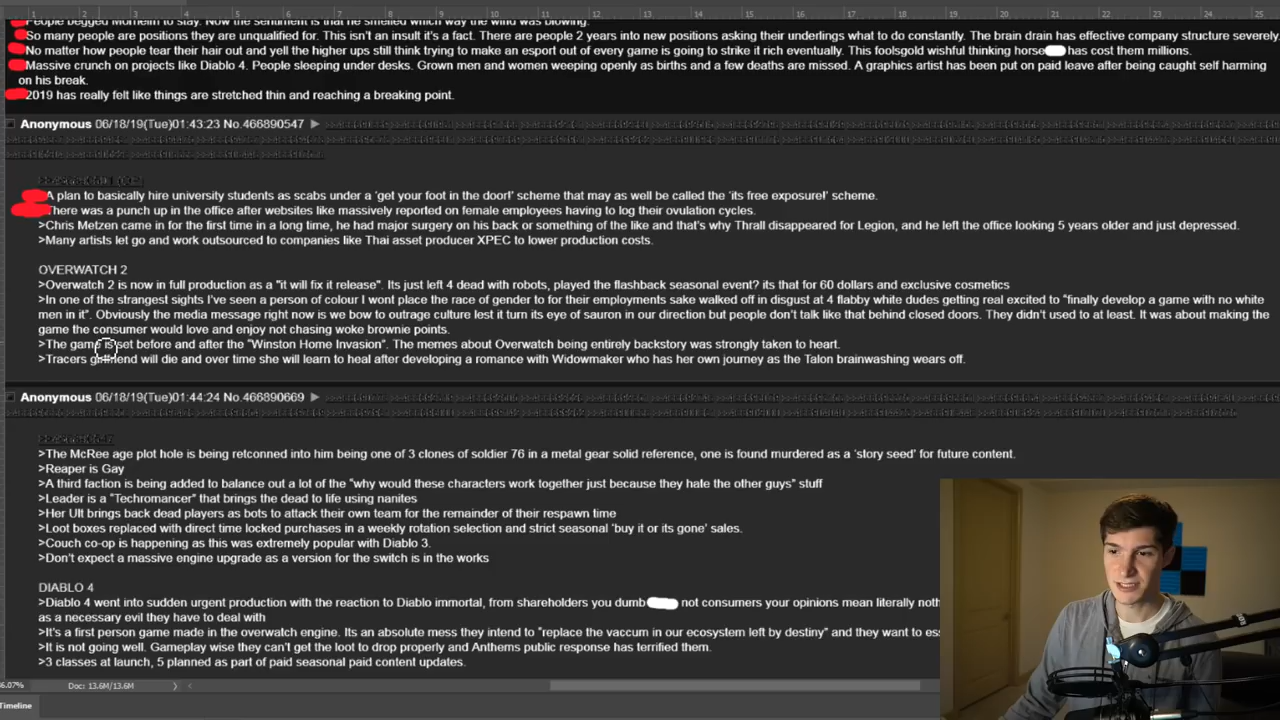 1 2 3 4 5 6 7 8 9 10 11 12 13 14 15 16 17 18 19 20 21 22 23 24 25
People begged Morheim to stay. Now the sentiment is that he smelled which way the wind was blowing.
So many people are positions they are unqualified for. This isn't an insult it's a fact. There are people 2 years into new positions asking their underlings what to do constantly. The brain drain has effective company structure severely.
No matter how people tear their hair out and yell the higher ups still think trying to make an esport out of every game is going to strike it rich eventually. This foolsgold wishful thinking horse has cost them millions.
Massive crunch on projects like Diablo 4. People sleeping under desks. Grown men and women weeping openly as births and a few deaths are missed. A graphics artist has been put on paid leave after being caught self harming
on his break.
2019 has really felt like things are stretched thin and reaching a breaking point.
Anonymous 06/18/19(Tue)01:43:23 No.466890547 ▶
A plan to basically hire university students as scabs under a 'get your foot in the door!' scheme that may as well be called the 'its free exposure!' scheme.
There was a punch up in the office after websites like massively reported on female employees having to log their ovulation cycles.
>Chris Metzen came in for the first time in a long time, he had major surgery on his back or something of the like and that's why Thrall disappeared for Legion, and he left the office looking 5 years older and just depressed.
>Many artists let go and work outsourced to companies like Thai asset producer XPEC to lower production costs.
OVERWATCH 2
>Overwatch 2 is now in full production as a "it will fix it release". Its just left 4 dead with robots, played the flashback seasonal event? its that for 60 dollars and exclusive cosmetics
>In one of the strangest sights I've seen a person of colour I wont place the race of gender to for their employments sake walked off in disgust at 4 flabby white dudes getting real excited to "finally develop a game with no white
men in it". Obviously the media message right now is we bow to outrage culture lest it turn its eye of sauron in our direction but people don't talk like that behind closed doors. They didn't used to at least. It was about making the
game the consumer would love and enjoy not chasing woke brownie points.
>The game is set before and after the "Winston Home Invasion". The memes about Overwatch being entirely backstory was strongly taken to heart.
>Tracers girlfriend will die and over time she will learn to heal after developing a romance with Widowmaker who has her own journey as the Talon brainwashing wears off.
Anonymous 06/18/19(Tue)01:44:24 No.466890669 ▶
>The McRee age plot hole is being retconned into him being one of 3 clones of soldier 76 in a metal gear solid reference, one is found murdered as a 'story seed' for future content.
>Reaper is Gay
>A third faction is being added to balance out a lot of the "why would these characters work together just because they hate the other guys" stuff
>Leader is a "Techromancer" that brings the dead to life using nanites
>Her Ult brings back dead players as bots to attack their own team for the remainder of their respawn time
>Loot boxes replaced with direct time locked purchases in a weekly rotation selection and strict seasonal 'buy it or its gone' sales.
>Couch co-op is happening as this was extremely popular with Diablo 3.
>Don't expect a massive engine upgrade as a version for the switch is in the works
DIABLO 4
>Diablo 4 went into sudden urgent production with the reaction to Diablo immortal, from shareholders you dumb not consumers your opinions mean literally noth
as a necessary evil they have to deal with
>It's a first person game made in the overwatch engine. Its an absolute mess they intend to "replace the vaccum in our ecosystem left by destiny" and they want to ess
>It is not going well. Gameplay wise they can't get the loot to drop properly and Anthems public response has terrified them.
>3 classes at launch, 5 planned as part of paid seasonal paid content updates.
6.07% Doc: 13.6M/13.6M
Timeline